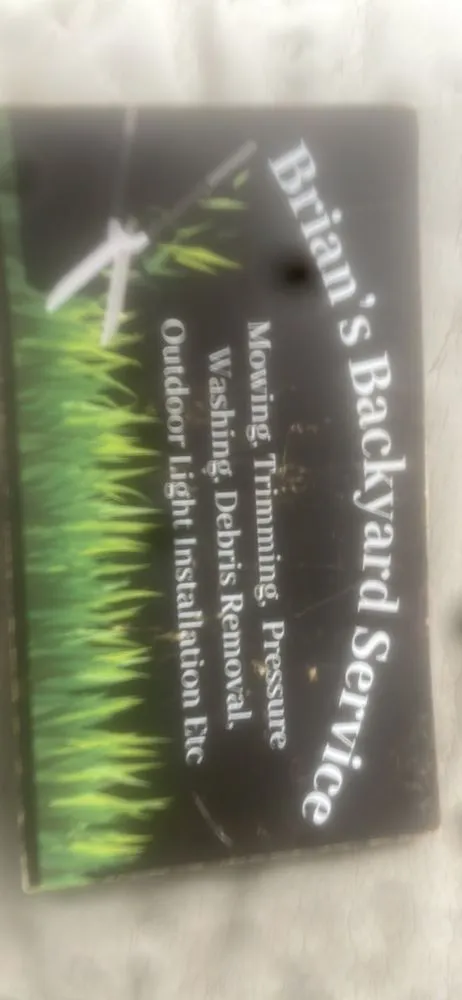 Brian's Backyard Service
Mowing, Trimming, Pressure
Washing, Debris Removal,
Outdoor Light Installation Etc